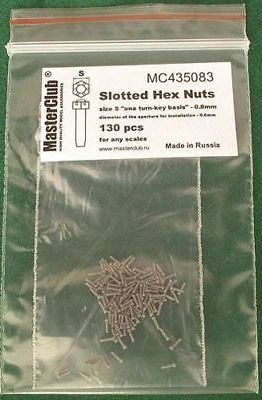 MasterClub®
HIGH QUALITY MODEL ACCESSORIES
S
MC435083
Slotted Hex Nuts
size S "one turn-key basis" - 0.8mm
diameter of the aperture for installation - 0.6mm
130 pcs
for any scales
www.masterclub.ru
Made in Russia